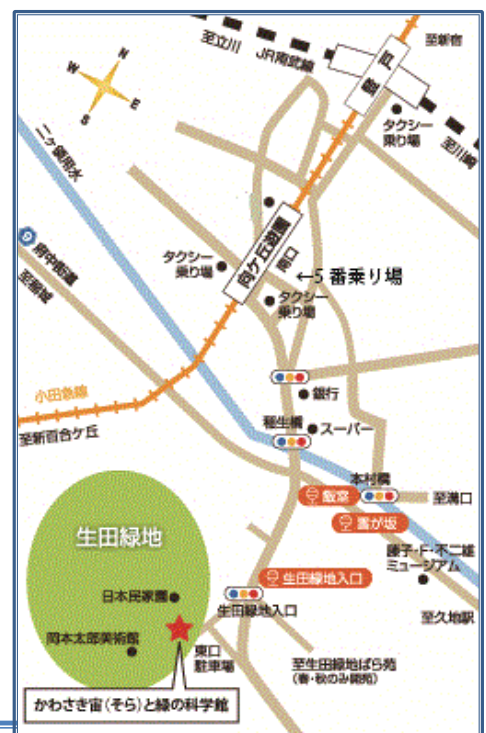 至新宿
至立川
JR南武線
登戸
N
W
E
S
タクシー
乗り場
至川崎
二ヶ領用水
向ケ丘遊園
南口
タクシー
乗り場
←5番乗り場
タクシー
乗り場
府中街道
至稲城
銀行
小田急線
稲生橋
スーパー
至新百合ケ丘
本村橋
飯室
至溝口
雲が坂
生田緑地
藤子・F・不二雄
ミュージアム
生田緑地入口
日本民家園
生田緑地入口
至久地駅
岡本太郎美術館
東口
駐車場
至生田緑地ばら苑
(春・秋のみ開苑)
かわさき宙(そら)と緑の科学館